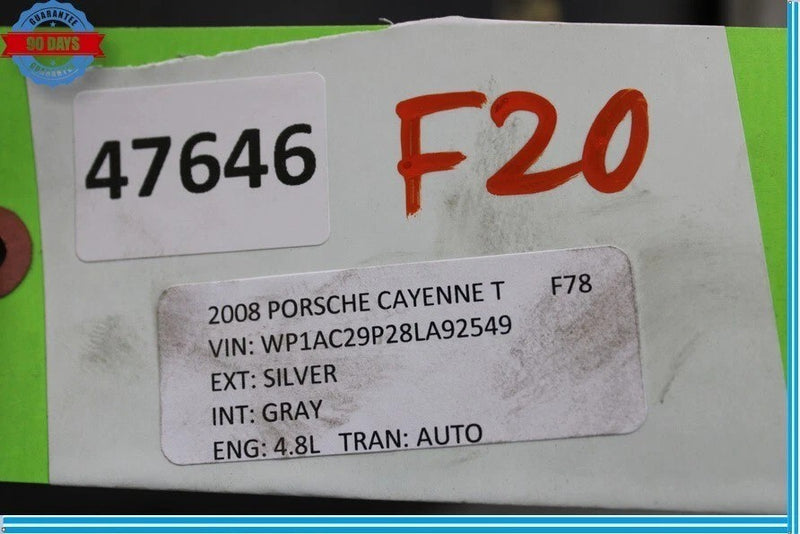 GUARANTEE
90 DAYS
GUARANTEE
47646
F20
2008 PORSCHE CAYENNE T F78
VIN: WP1AC29P28LA92549
EXT: SILVER
INT: GRAY
ENG: 4.8L TRAN: AUTO